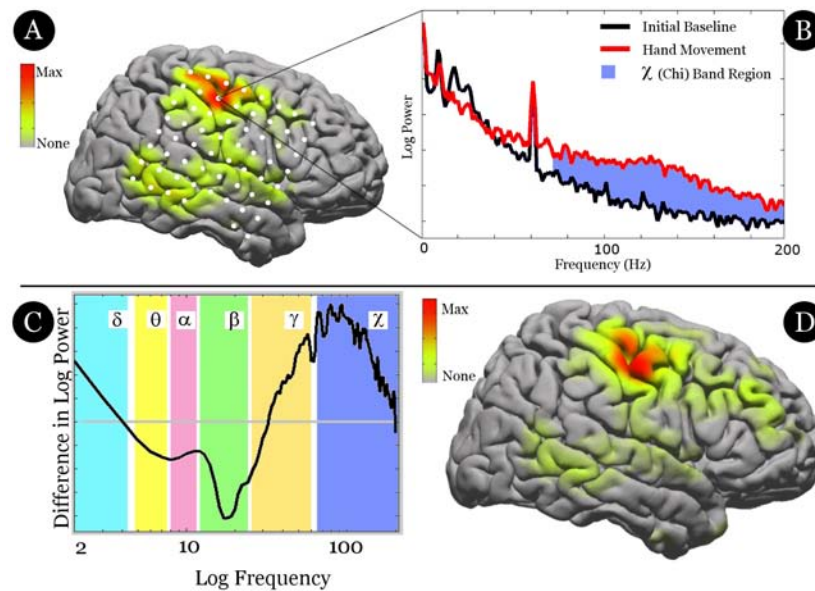 A
Max
None
B
Initial Baseline
Hand Movement
χ (Chi) Band Region
Log Power
0
100
200
Frequency (Hz)
C
δ
θ
α
β
γ
χ
Difference in Log Power
2
10
100
Log Frequency
D
Max
None